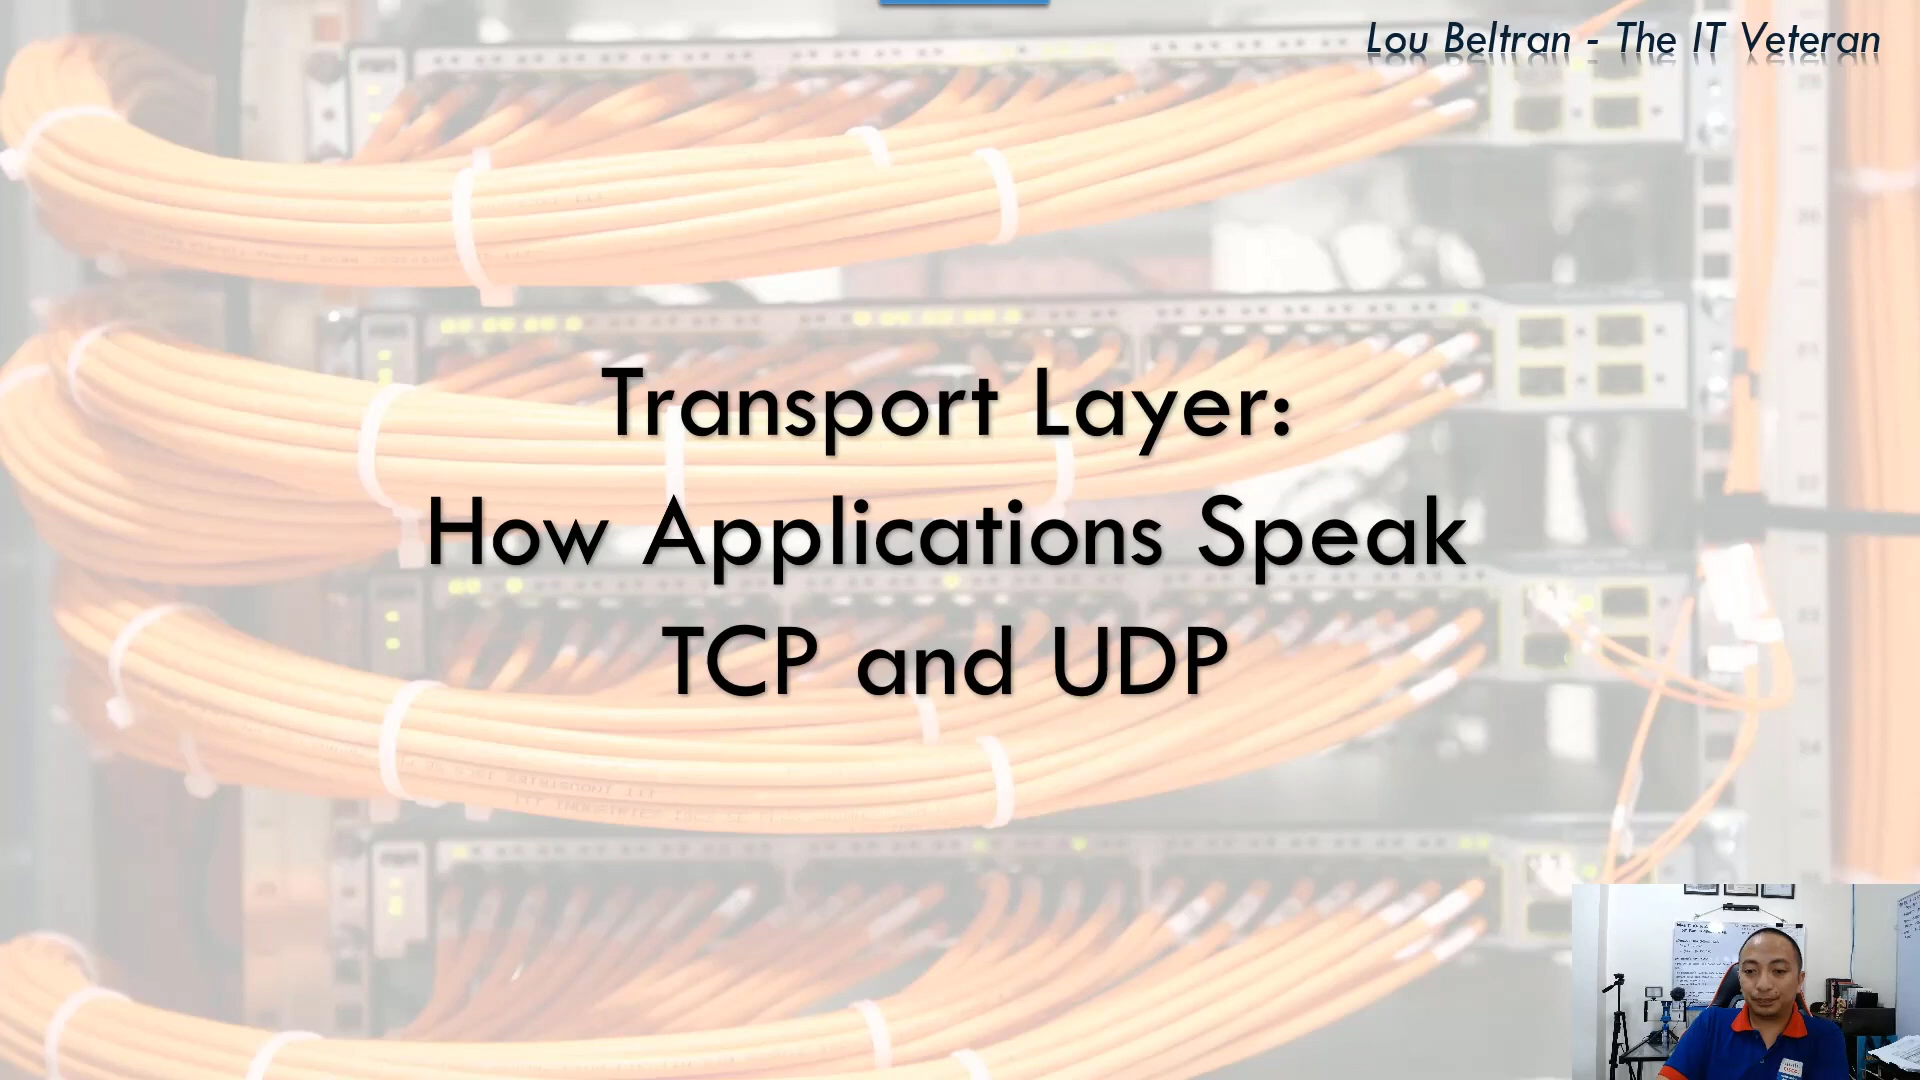 Lou Beltran - The IT Veteran
Transport Layer:
How Applications Speak
TCP and UDP